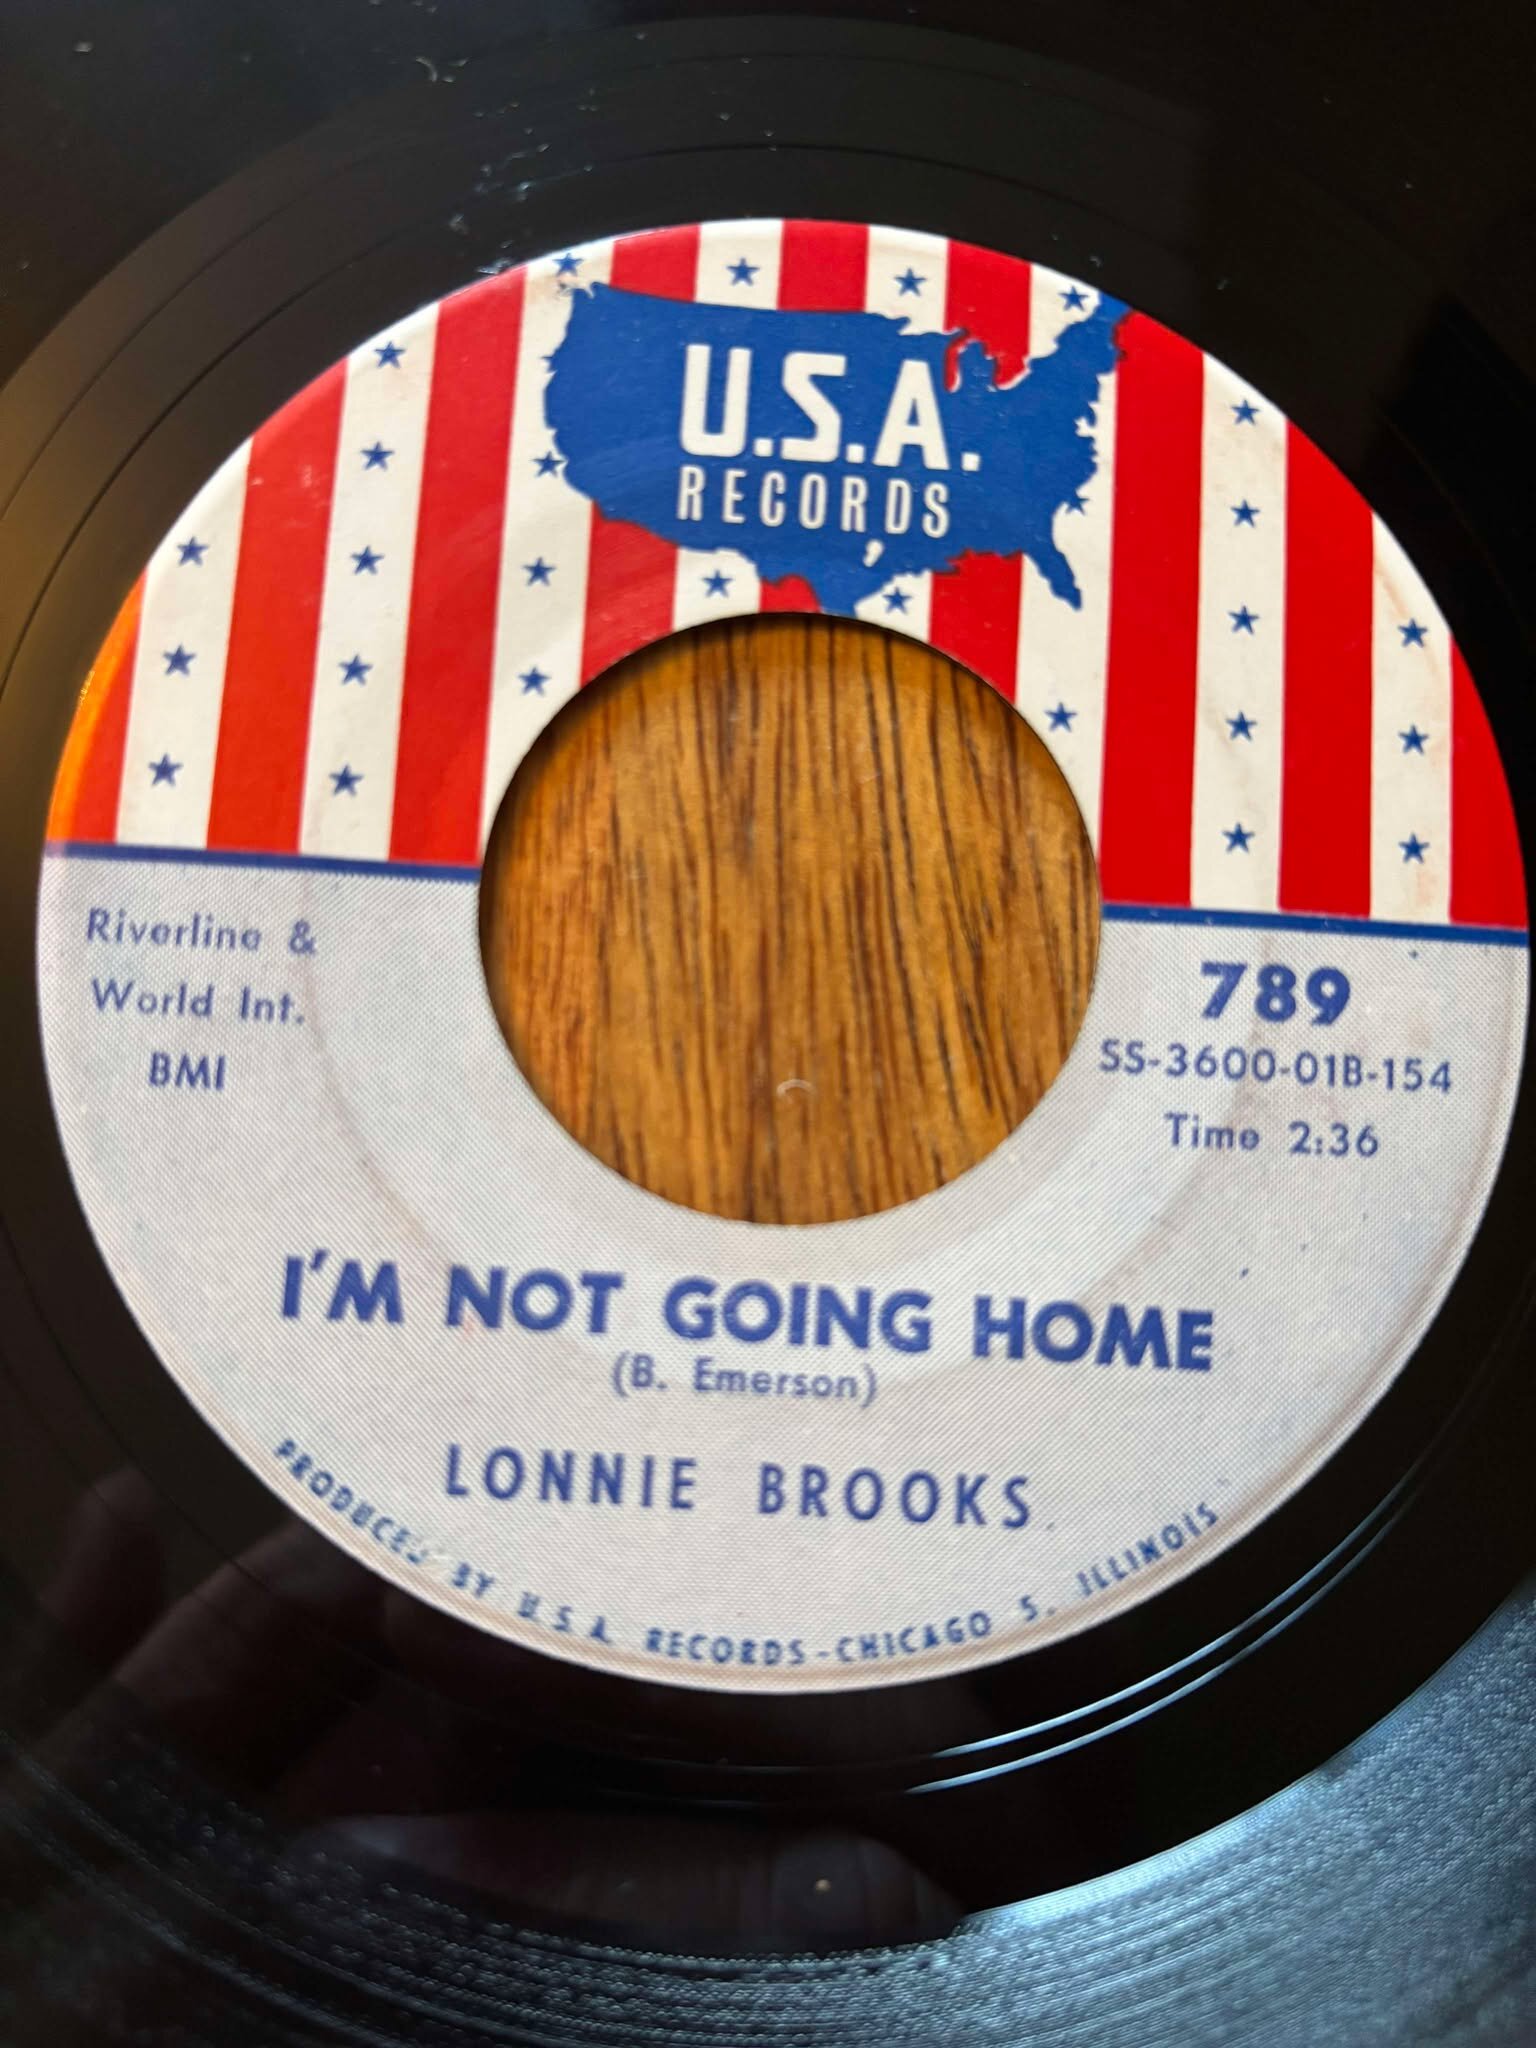 U.S.A.
RECORDS
Riverline &
World Int.
BMI
789
SS-3600-01B-154
Time 2:36
I'M NOT GOING HOME
(B. Emerson)
LONNIE BROOKS
PRODUCED BY U.S.A. RECORDS-CHICAGO 5, ILLINOIS